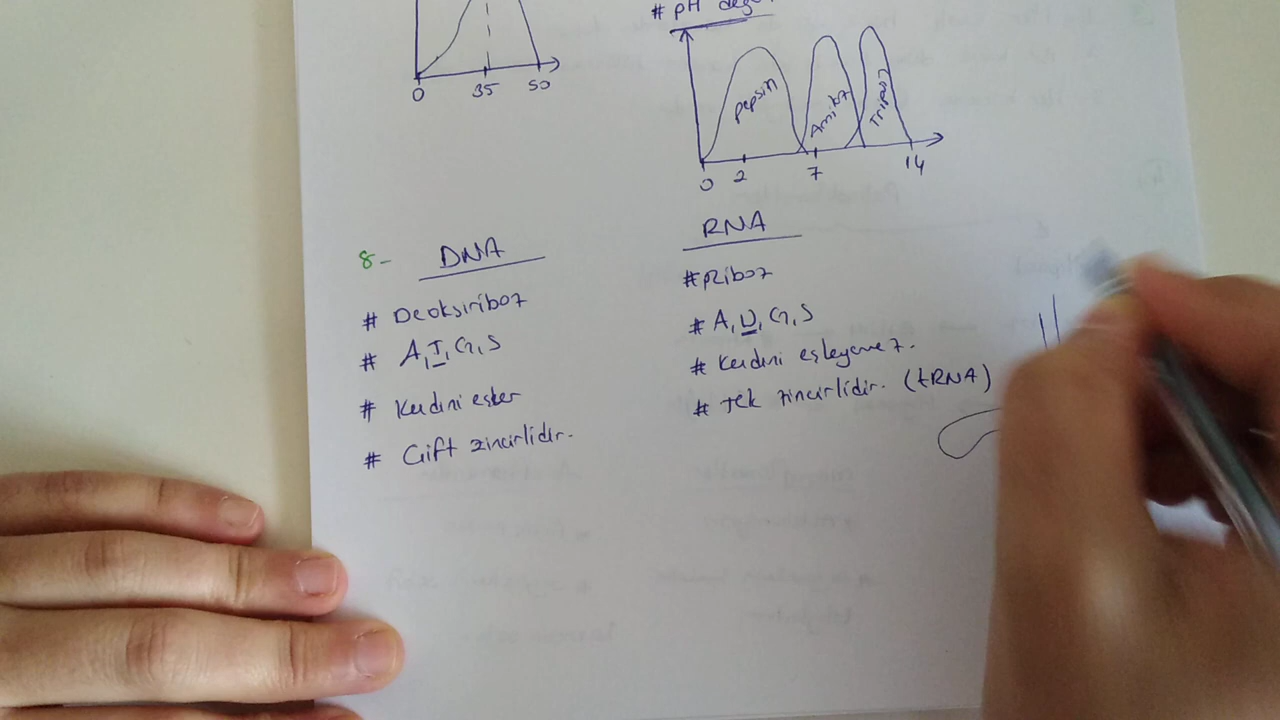 # pH
0 35 50
pepsin Amilaz Tripsin
0 2 7 14
8- DNA
# Deoksiriboz
# A, T, G, S
# Kendini eşler
# Çift zincirlidir.
RNA
# Riboz
# A, U, G, S
# Kendini eşleyemez.
# Tek zincirlidir. (tRNA)